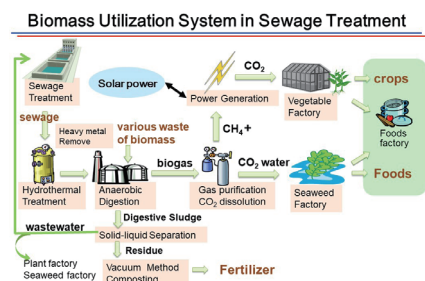 Biomass Utilization System in Sewage Treatment
Solar power
CO2
crops
Sewage
Treatment
Power Generation
Vegetable
Factory
Foods
factory
sewage
Heavy metal
Remove
various waste
of biomass
CH4+
biogas
CO2 water
Foods
Hydrothermal
Treatment
Anaerobic
Digestion
Gas purification
CO2 dissolution
Seaweed
Factory
Digestive Sludge
wastewater
Solid-liquid Separation
Residue
Plant factory
Seaweed factory
Vacuum Method
Composting
Fertilizer